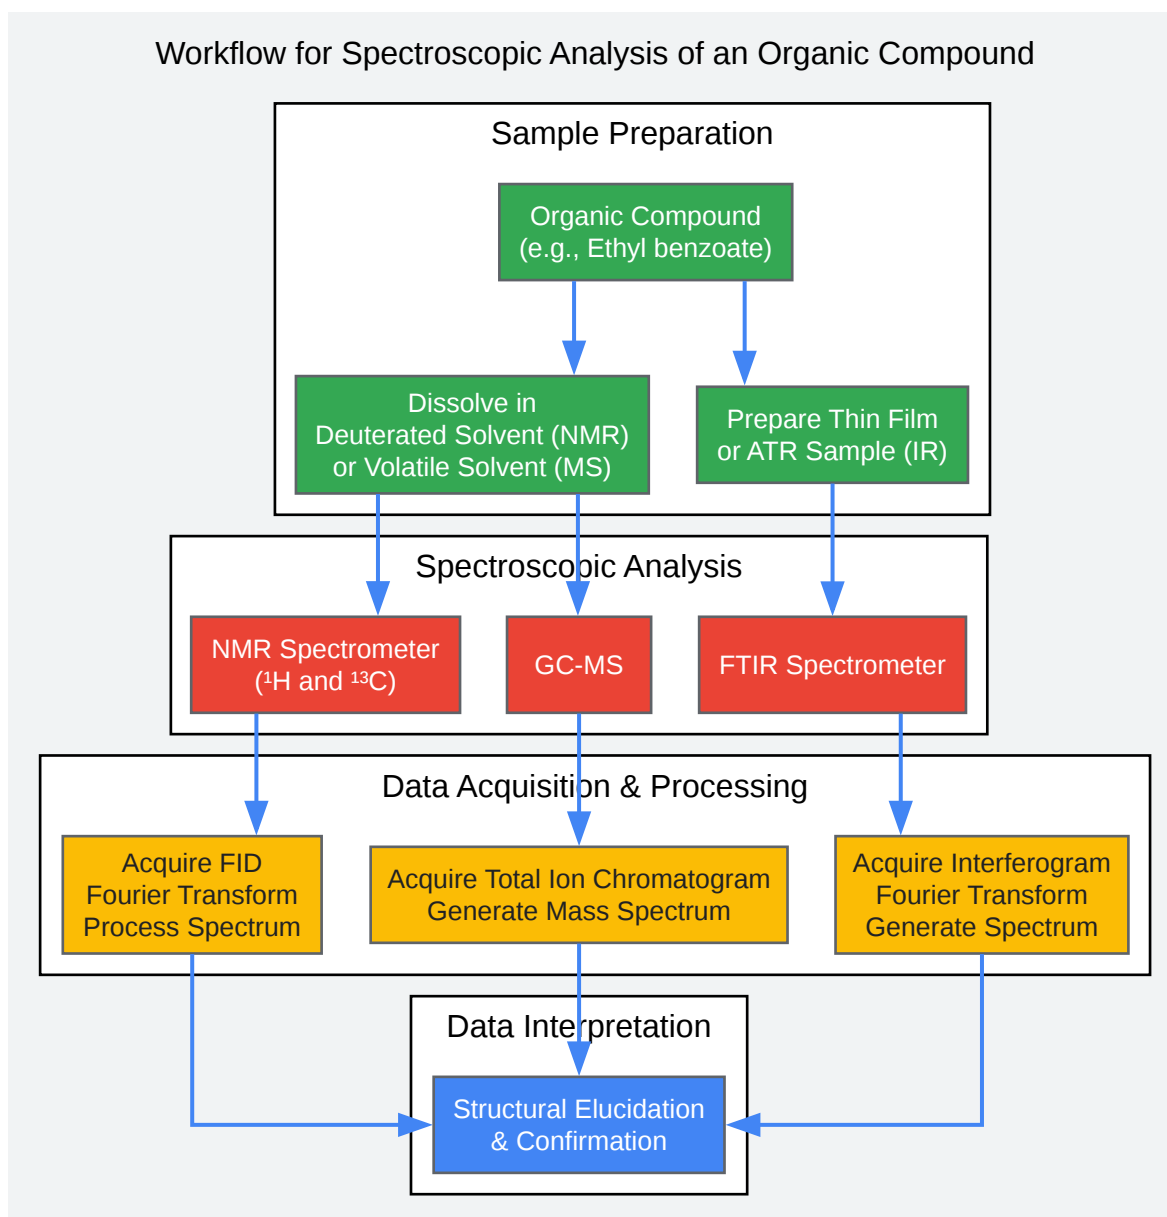 Workflow for Spectroscopic Analysis of an Organic Compound
Sample Preparation
Organic Compound
(e.g., Ethyl benzoate)
Dissolve in
Deuterated Solvent (NMR)
or Volatile Solvent (MS)
Prepare Thin Film
or ATR Sample (IR)
Spectroscopic Analysis
NMR Spectrometer
(¹H and ¹³C)
GC-MS
FTIR Spectrometer
Data Acquisition & Processing
Acquire FID
Fourier Transform
Process Spectrum
Acquire Total Ion Chromatogram
Generate Mass Spectrum
Acquire Interferogram
Fourier Transform
Generate Spectrum
Data Interpretation
Structural Elucidation
& Confirmation